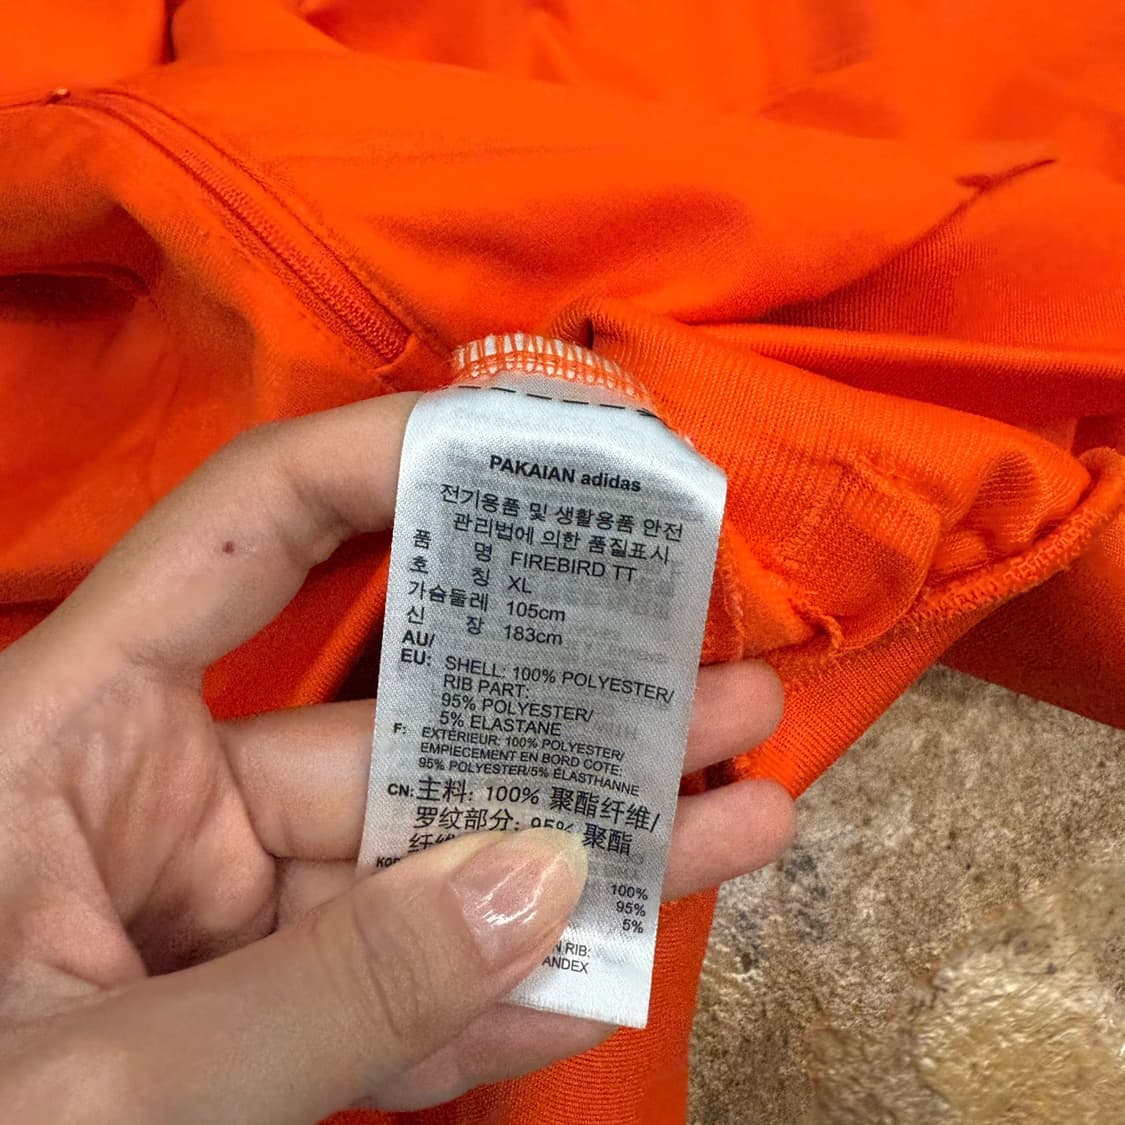 PAKAIAN adidas
전기용품 및 생활용품 안전
관리법에 의한 품질표시
품 명 FIREBIRD TT
호 칭 XL
가슴둘레 105cm
신 장 183cm
AU/
EU: SHELL: 100% POLYESTER/
RIB PART:
95% POLYESTER/
5% ELASTANE
F: EXTÉRIEUR: 100% POLYESTER/
EMPIECEMENT EN BORD COTE:
95% POLYESTER/5% ÉLASTHANNE
CN: 主料: 100% 聚酯纤维/
罗纹部分: 95% 聚酯
纤维
100%
95%
5%
RIB: